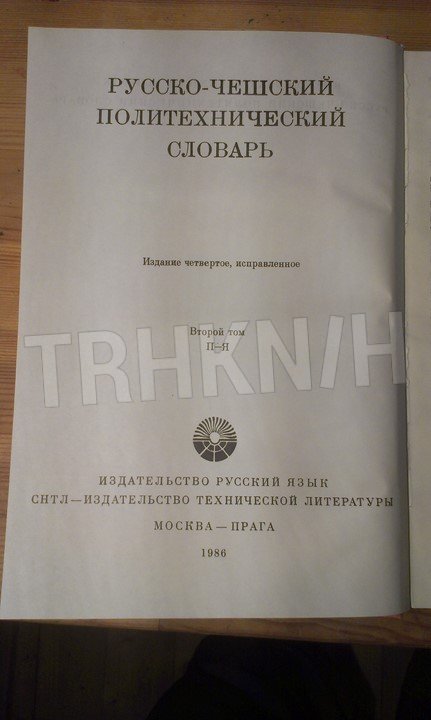 РУССКО-ЧЕШСКИЙ
ПОЛИТЕХНИЧЕСКИЙ
СЛОВАРЬ
Издание четвертое, исправленное
Второй том
П—Я
TRHKNIH
ИЗДАТЕЛЬСТВО РУССКИЙ ЯЗЫК
СНТЛ—ИЗДАТЕЛЬСТВО ТЕХНИЧЕСКОЙ ЛИТЕРАТУРЫ
МОСКВА — ПРАГА
1986